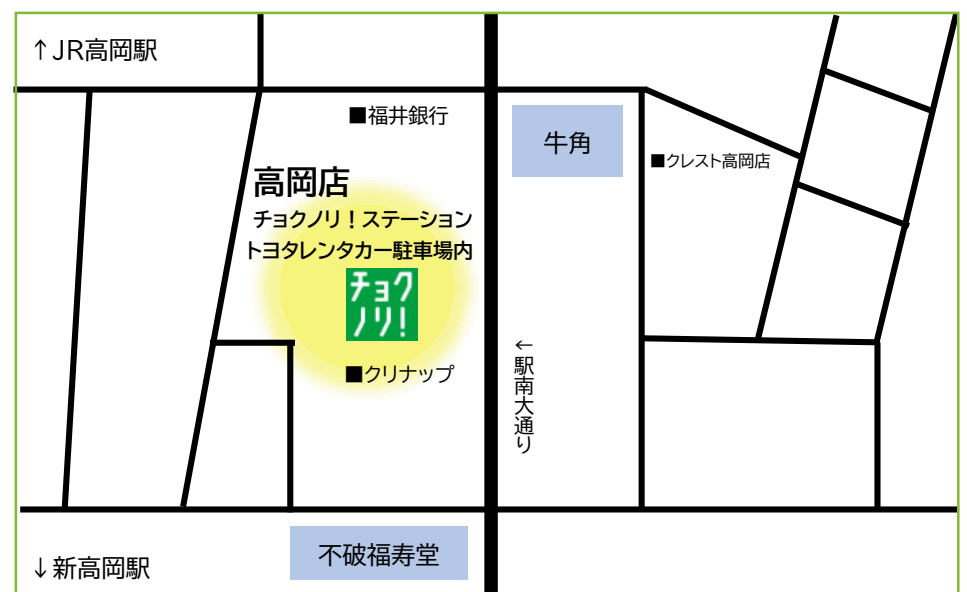 ↑JR高岡駅
■福井銀行
牛角
■クレスト高岡店
高岡店
チョクノリ！ステーション
トヨタレンタカー駐車場内
チョク
ノリ!
■クリナップ
←駅南大通り
不破福寿堂
↓新高岡駅